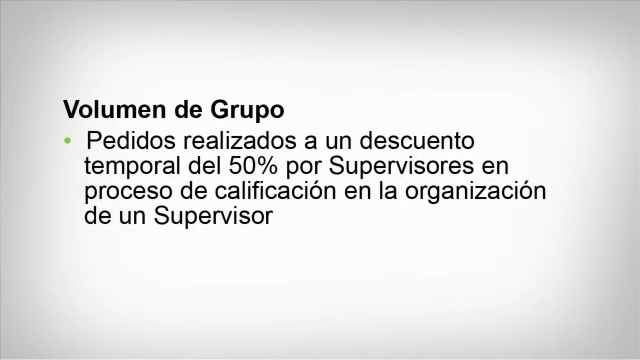 Volumen de Grupo
• Pedidos realizados a un descuento
temporal del 50% por Supervisores en
proceso de calificación en la organización
de un Supervisor